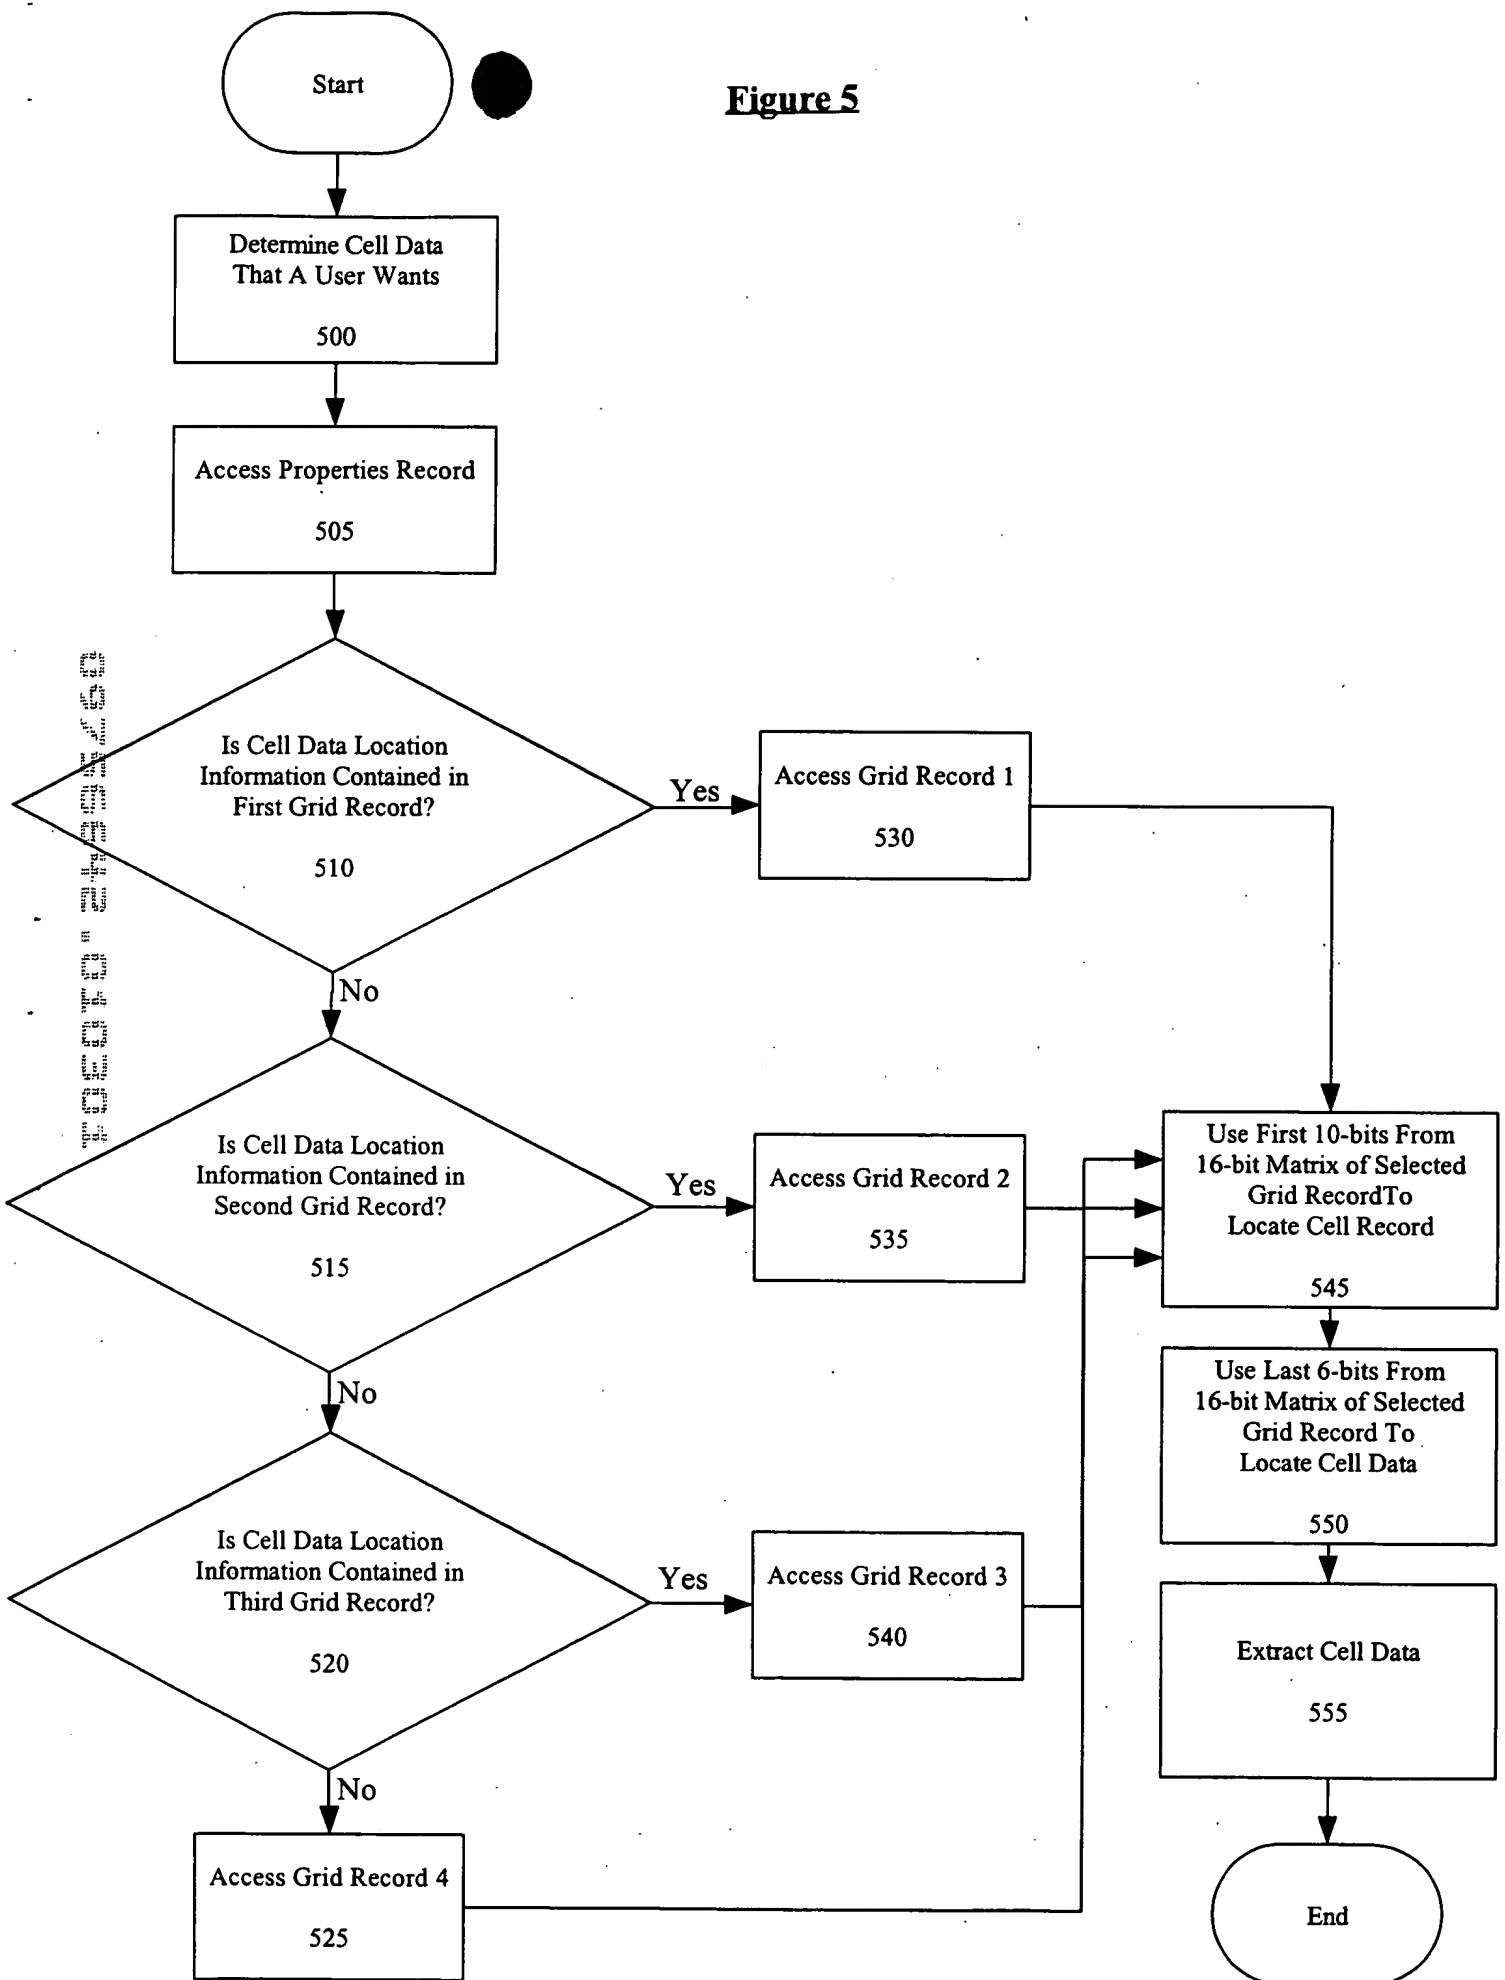 Start
Figure 5
Determine Cell Data
That A User Wants
500
Access Properties Record
505
Is Cell Data Location
Information Contained in
First Grid Record?
510
Yes
Access Grid Record 1
530
No
Is Cell Data Location
Information Contained in
Second Grid Record?
515
Yes
Access Grid Record 2
535
Use First 10-bits From
16-bit Matrix of Selected
Grid RecordTo
Locate Cell Record
545
No
Use Last 6-bits From
16-bit Matrix of Selected
Grid Record To
Locate Cell Data
550
Is Cell Data Location
Information Contained in
Third Grid Record?
520
Yes
Access Grid Record 3
540
Extract Cell Data
555
No
Access Grid Record 4
525
End